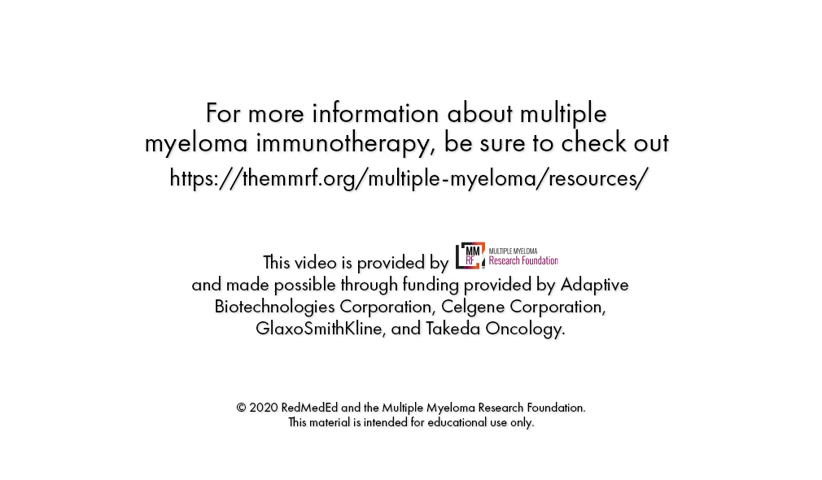 For more information about multiple
myeloma immunotherapy, be sure to check out
https://themmrf.org/multiple-myeloma/resources/
This video is provided by MMRF MULTIPLE MYELOMA Research Foundation
and made possible through funding provided by Adaptive
Biotechnologies Corporation, Celgene Corporation,
GlaxoSmithKline, and Takeda Oncology.
© 2020 RedMedEd and the Multiple Myeloma Research Foundation.
This material is intended for educational use only.